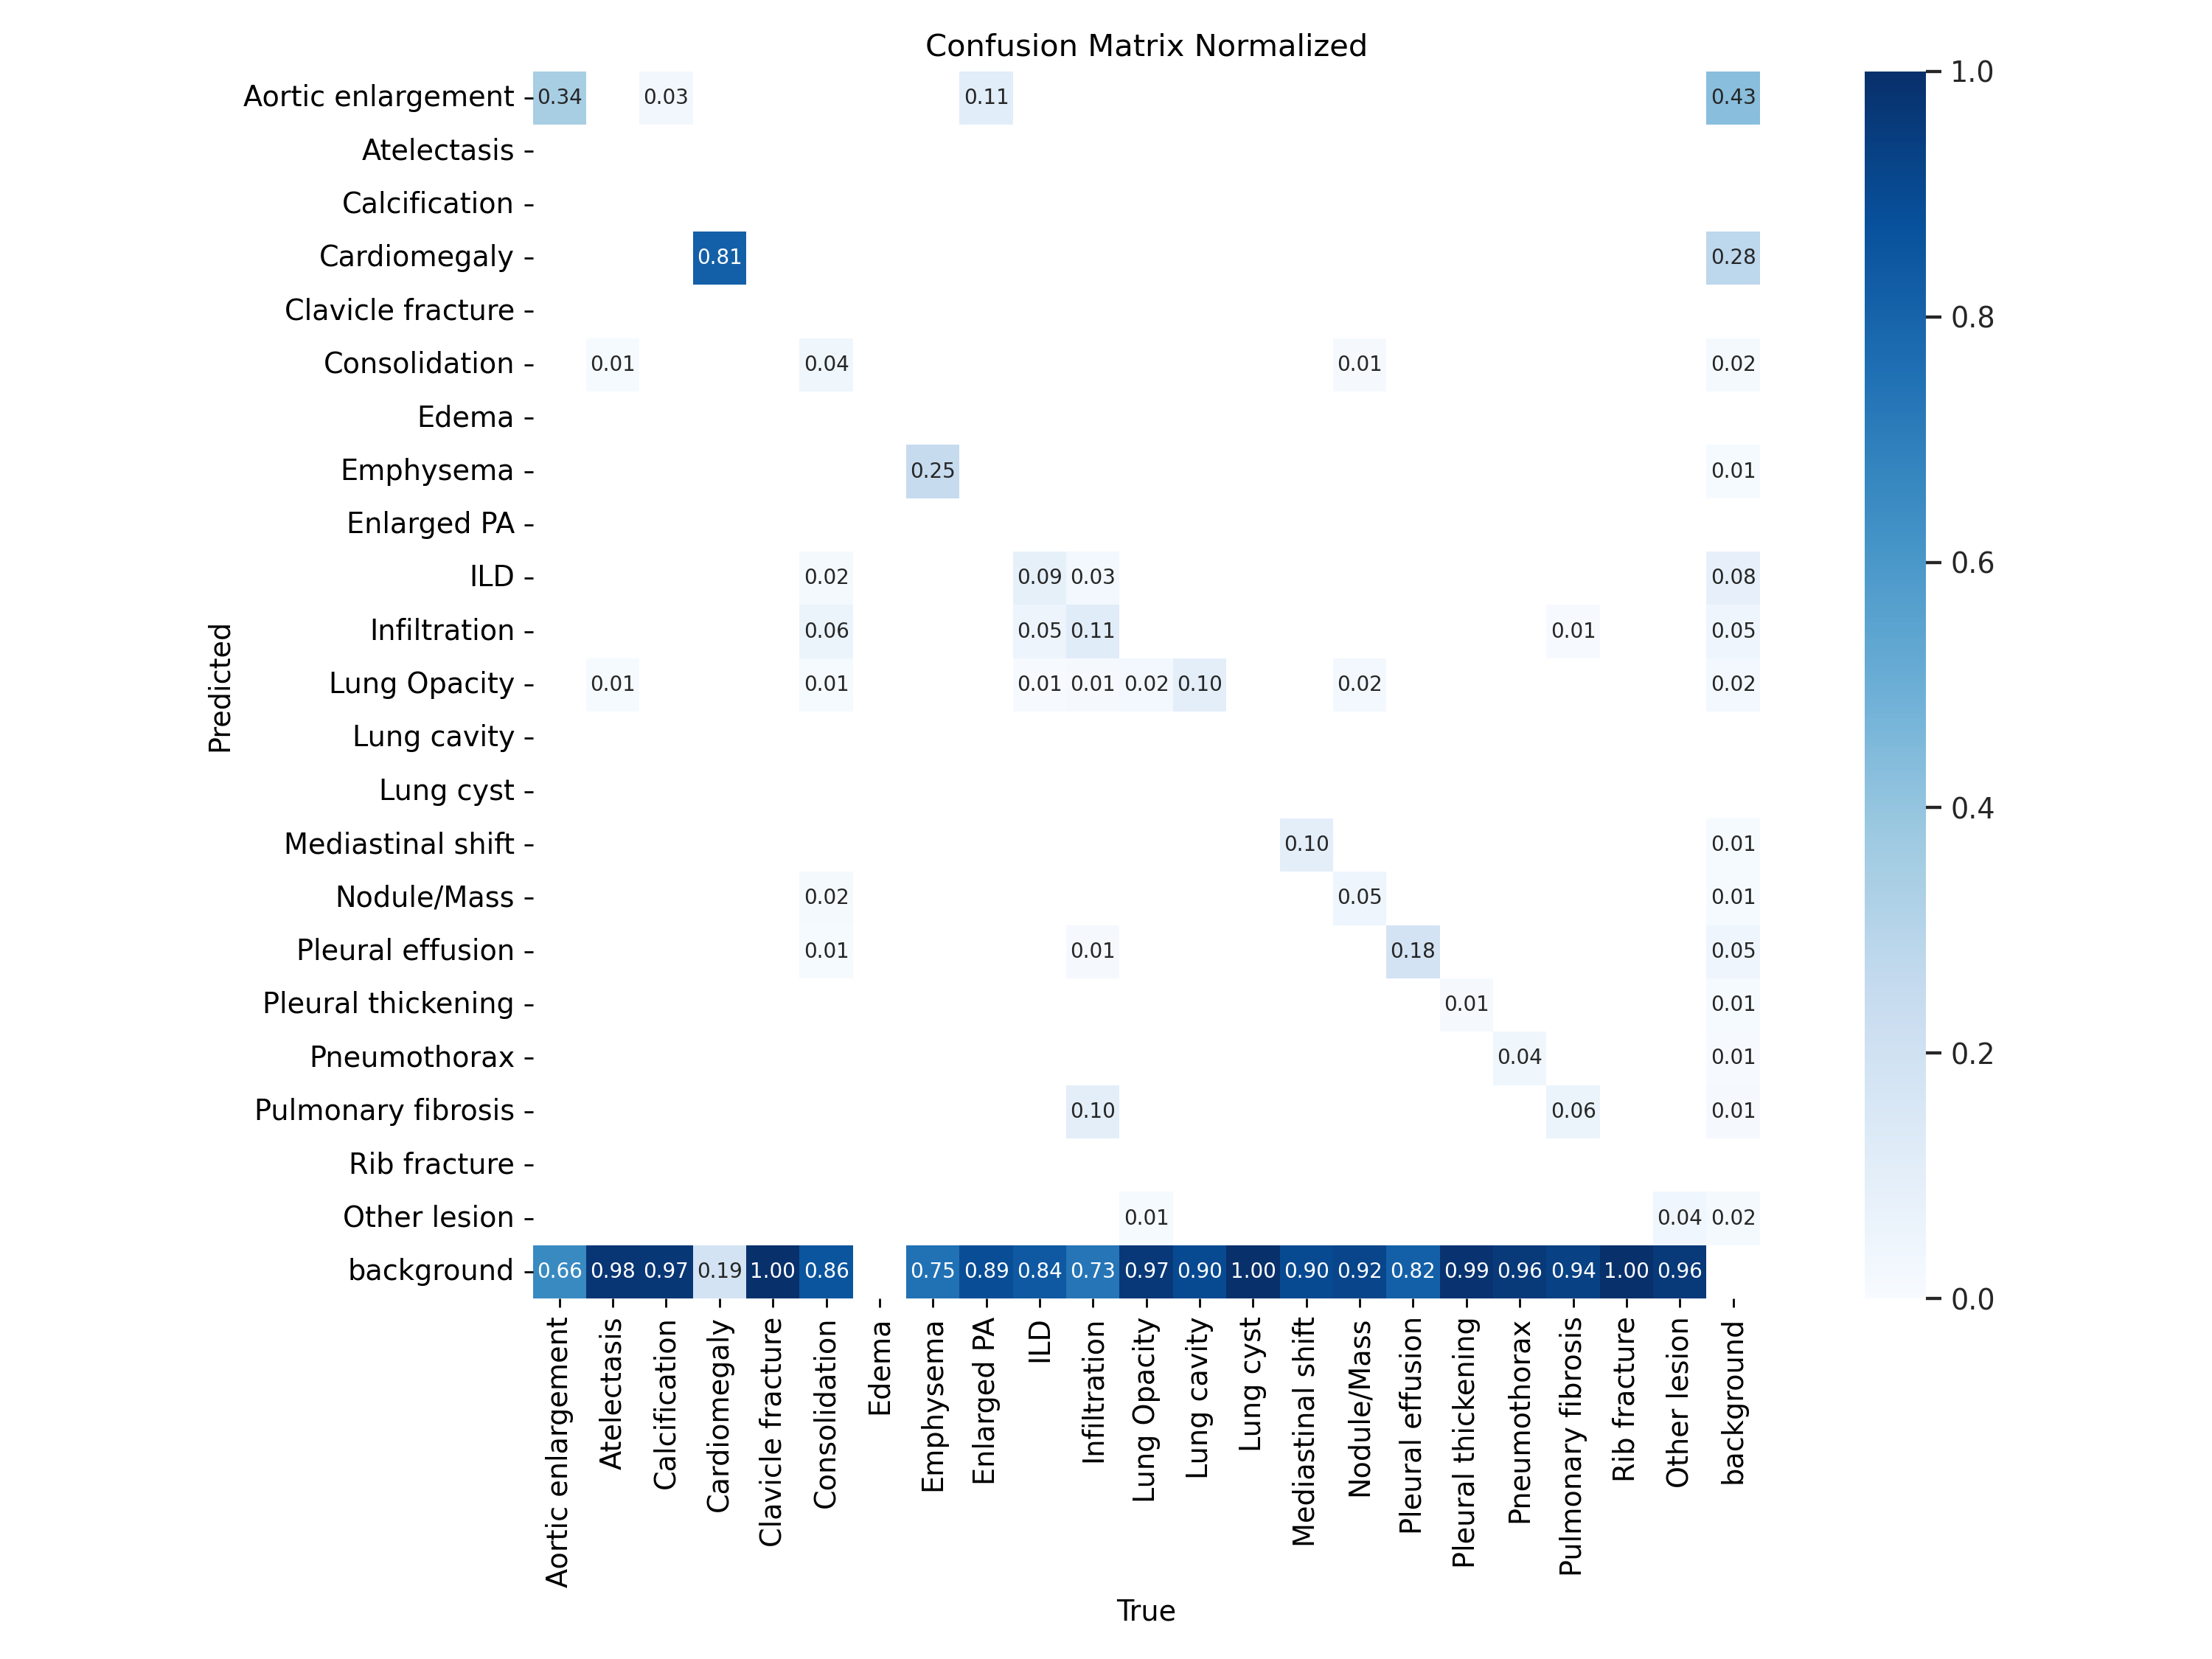 Confusion Matrix Normalized
Aortic enlargement 0.34 0.03 0.11 0.43
Atelectasis
Calcification
Cardiomegaly 0.81 0.28
Clavicle fracture
Consolidation 0.01 0.04 0.01 0.02
Edema
Emphysema 0.25 0.01
Enlarged PA
ILD 0.02 0.09 0.03 0.08
Infiltration 0.06 0.05 0.11 0.01 0.05
Lung Opacity 0.01 0.01 0.01 0.01 0.02 0.10 0.02 0.02
Lung cavity
Lung cyst
Mediastinal shift 0.10 0.01
Nodule/Mass 0.02 0.05 0.01
Pleural effusion 0.01 0.01 0.18 0.05
Pleural thickening 0.01 0.01
Pneumothorax 0.04 0.01
Pulmonary fibrosis 0.10 0.06 0.01
Rib fracture
Other lesion 0.01 0.04 0.02
background 0.66 0.98 0.97 0.19 1.00 0.86 0.75 0.89 0.84 0.73 0.97 0.90 1.00 0.90 0.92 0.82 0.99 0.96 0.94 1.00 0.96
Predicted
Aortic enlargement
Atelectasis
Calcification
Cardiomegaly
Clavicle fracture
Consolidation
Edema
Emphysema
Enlarged PA
ILD
Infiltration
Lung Opacity
Lung cavity
Lung cyst
Mediastinal shift
Nodule/Mass
Pleural effusion
Pleural thickening
Pneumothorax
Pulmonary fibrosis
Rib fracture
Other lesion
background
True
1.0
0.8
0.6
0.4
0.2
0.0